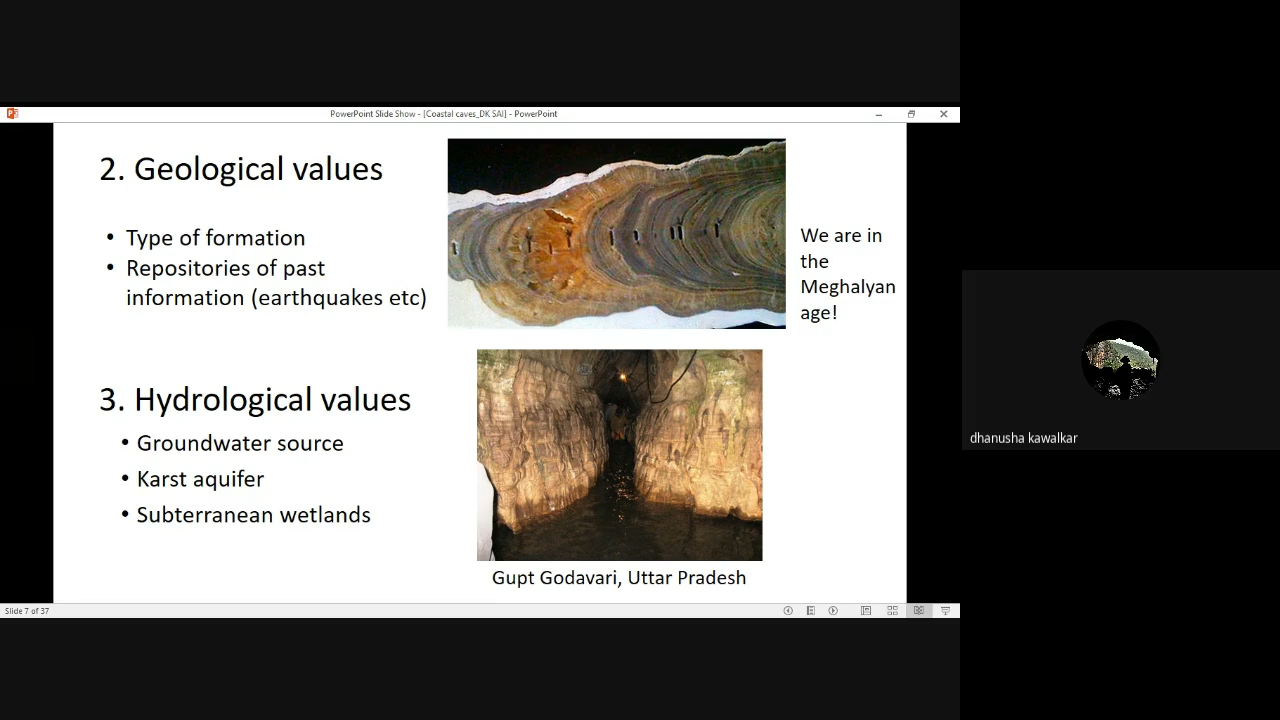 PowerPoint Slide Show - [Coastal caves_DK SAI] - PowerPoint
2. Geological values
• Type of formation
• Repositories of past
information (earthquakes etc)
We are in
the
Meghalyan
age!
3. Hydrological values
• Groundwater source
• Karst aquifer
• Subterranean wetlands
Gupt Godavari, Uttar Pradesh
Slide 7 of 37
dhanusha kawalkar